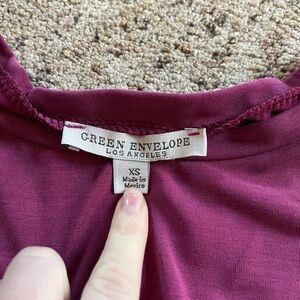 GREEN ENVELOPE
LOS ANGELES
XS
Made in
Mexico